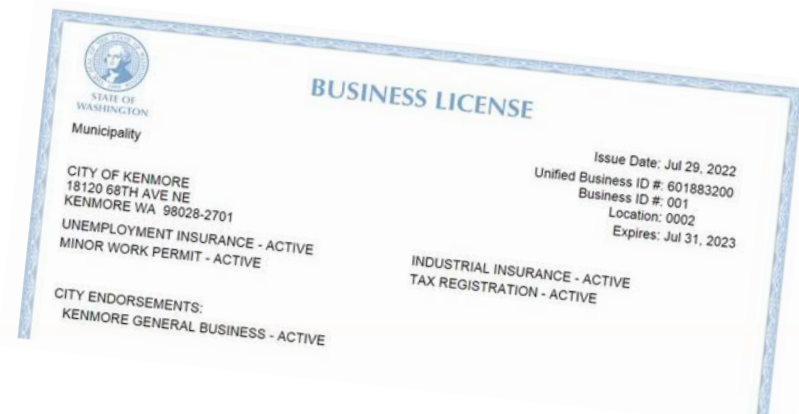 STATE OF
WASHINGTON
BUSINESS LICENSE
Municipality
Issue Date: Jul 29, 2022
Unified Business ID #: 601883200
Business ID #: 001
Location: 0002
Expires: Jul 31, 2023
CITY OF KENMORE
18120 68TH AVE NE
KENMORE WA 98028-2701
UNEMPLOYMENT INSURANCE - ACTIVE
MINOR WORK PERMIT - ACTIVE
INDUSTRIAL INSURANCE - ACTIVE
TAX REGISTRATION - ACTIVE
CITY ENDORSEMENTS:
KENMORE GENERAL BUSINESS - ACTIVE